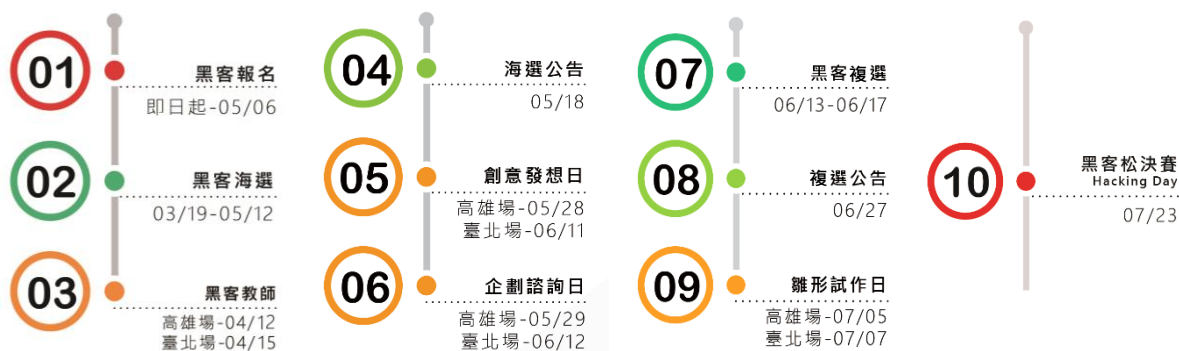 01
黑客報名
即日起-05/06
02
黑客海選
03/19-05/12
03
黑客教師
高雄場-04/12
臺北場-04/15
04
海選公告
05/18
05
創意發想日
高雄場-05/28
臺北場-06/11
06
企劃諮詢日
高雄場-05/29
臺北場-06/12
07
黑客複選
06/13-06/17
08
複選公告
06/27
09
雛形試作日
高雄場-07/05
臺北場-07/07
10
黑客松決賽
Hacking Day
07/23